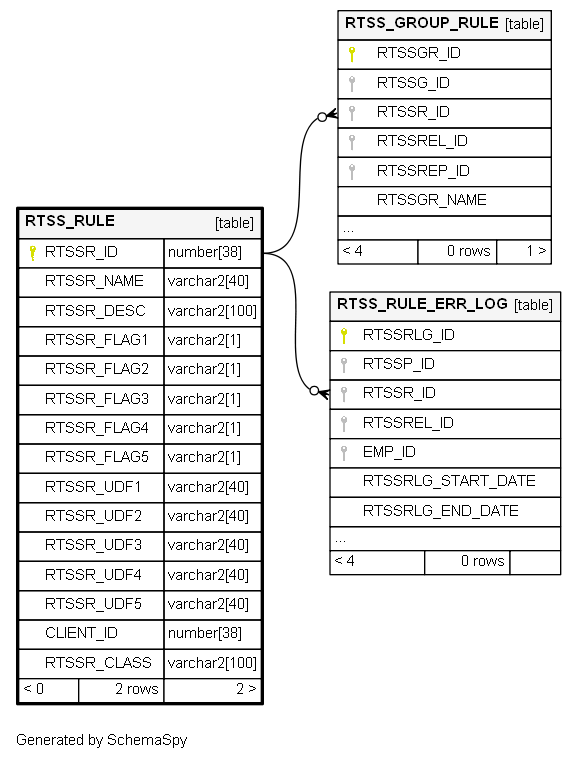 RTSS_GROUP_RULE [table]
RTSSGR_ID
RTSSG_ID
RTSSR_ID
RTSSREL_ID
RTSSREP_ID
RTSSGR_NAME
...
< 4 0 rows 1 >
RTSS_RULE [table]
RTSSR_ID number[38]
RTSSR_NAME varchar2[40]
RTSSR_DESC varchar2[100]
RTSSR_FLAG1 varchar2[1]
RTSSR_FLAG2 varchar2[1]
RTSSR_FLAG3 varchar2[1]
RTSSR_FLAG4 varchar2[1]
RTSSR_FLAG5 varchar2[1]
RTSSR_UDF1 varchar2[40]
RTSSR_UDF2 varchar2[40]
RTSSR_UDF3 varchar2[40]
RTSSR_UDF4 varchar2[40]
RTSSR_UDF5 varchar2[40]
CLIENT_ID number[38]
RTSSR_CLASS varchar2[100]
< 0 2 rows 2 >
RTSS_RULE_ERR_LOG [table]
RTSSRLG_ID
RTSSP_ID
RTSSR_ID
RTSSREL_ID
EMP_ID
RTSSRLG_START_DATE
RTSSRLG_END_DATE
...
< 4 0 rows
Generated by SchemaSpy